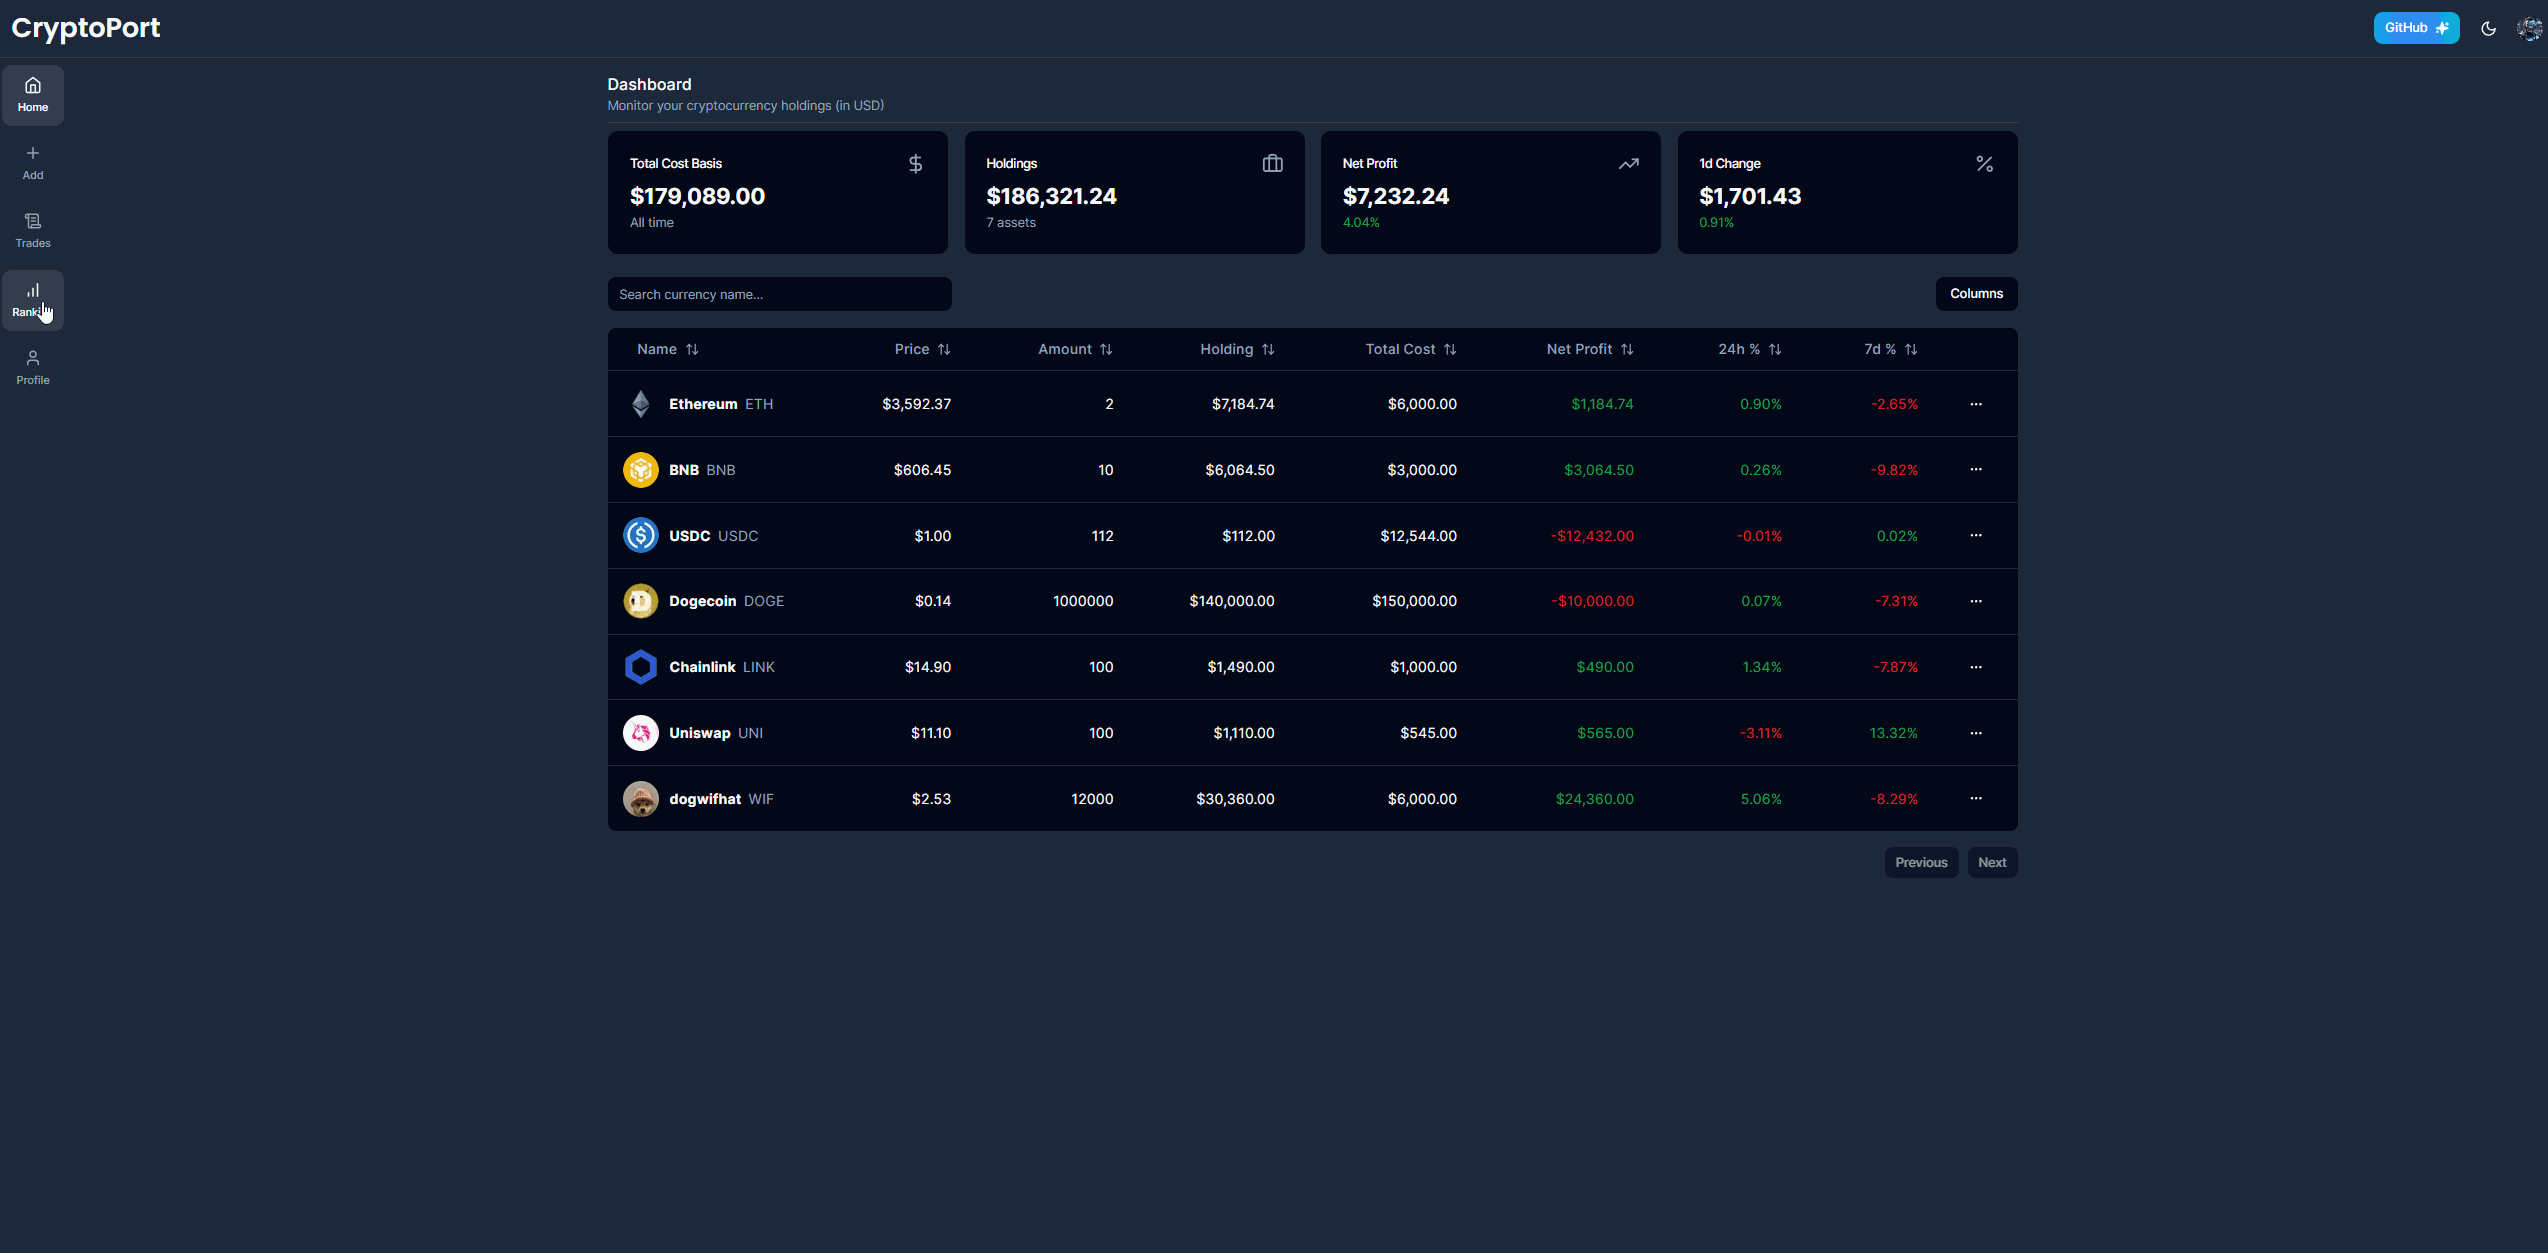 CryptoPort
GitHub
Home
Add
Trades
Ranki
Profile
Dashboard
Monitor your cryptocurrency holdings (in USD)
Total Cost Basis
$179,089.00
All time
Holdings
$186,321.24
7 assets
Net Profit
$7,232.24
4.04%
1d Change
$1,701.43
0.91%
Search currency name...
Columns
Name Price Amount Holding Total Cost Net Profit 24h % 7d %
Ethereum ETH $3,592.37 2 $7,184.74 $6,000.00 $1,184.74 0.90% -2.65% ...
BNB BNB $606.45 10 $6,064.50 $3,000.00 $3,064.50 0.26% -9.82% ...
USDC USDC $1.00 112 $112.00 $12,544.00 -$12,432.00 -0.01% 0.02% ...
Dogecoin DOGE $0.14 1000000 $140,000.00 $150,000.00 -$10,000.00 0.07% -7.31% ...
Chainlink LINK $14.90 100 $1,490.00 $1,000.00 $490.00 1.34% -7.87% ...
Uniswap UNI $11.10 100 $1,110.00 $545.00 $565.00 -3.11% 13.32% ...
dogwifhat WIF $2.53 12000 $30,360.00 $6,000.00 $24,360.00 5.06% -8.29% ...
Previous Next